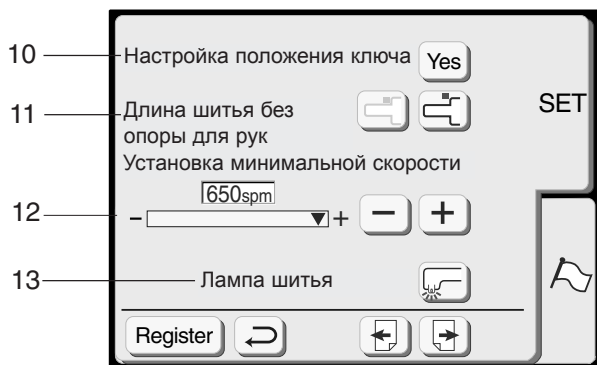 10 Настройка положения ключа Yes
SET
11 Длина шитья без
опоры для рук
Установка минимальной скорости
650spm
12 - + − +
13 Лампа шитья
Register